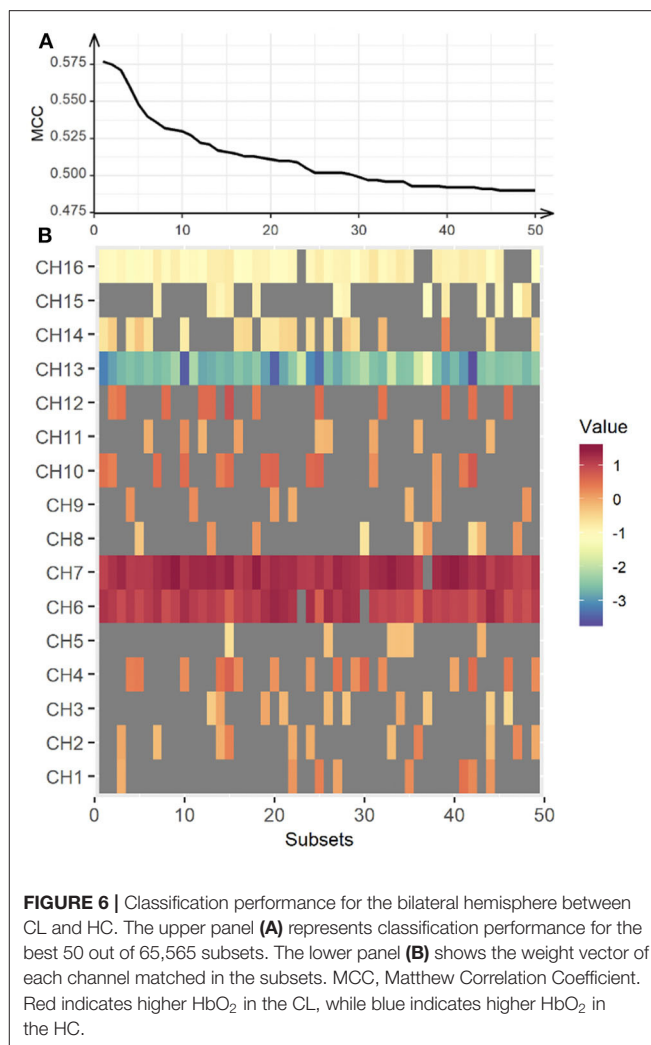 A
0.575
0.550
0.525
0.500
0.475
MCC
0 10 20 30 40 50
B
CH16
CH15
CH14
CH13
CH12
CH11
CH10
CH9
CH8
CH7
CH6
CH5
CH4
CH3
CH2
CH1
0 10 20 30 40 50
Subsets
Value
1
0
-1
-2
-3
FIGURE 6 | Classification performance for the bilateral hemisphere between
CL and HC. The upper panel (A) represents classification performance for the
best 50 out of 65,565 subsets. The lower panel (B) shows the weight vector of
each channel matched in the subsets. MCC, Matthew Correlation Coefficient.
Red indicates higher HbO₂ in the CL, while blue indicates higher HbO₂ in
the HC.